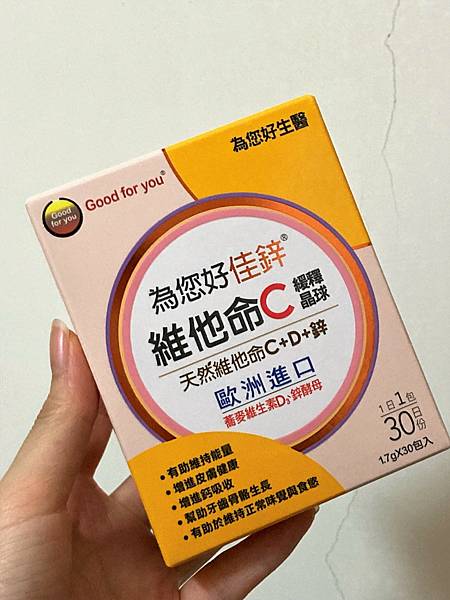 為您好生醫
Good for you®
Good
for you
為您好佳鋅®
維他命C緩釋晶球
天然維他命C+D+鋅
歐洲進口
蕎麥維生素D3鋅酵母
1日1包
30日份
1.7gX30包入
•有助維持能量
•增進皮膚健康
•增進鈣吸收
•幫助牙齒骨骼生長
•有助於維持正常味覺與食慾